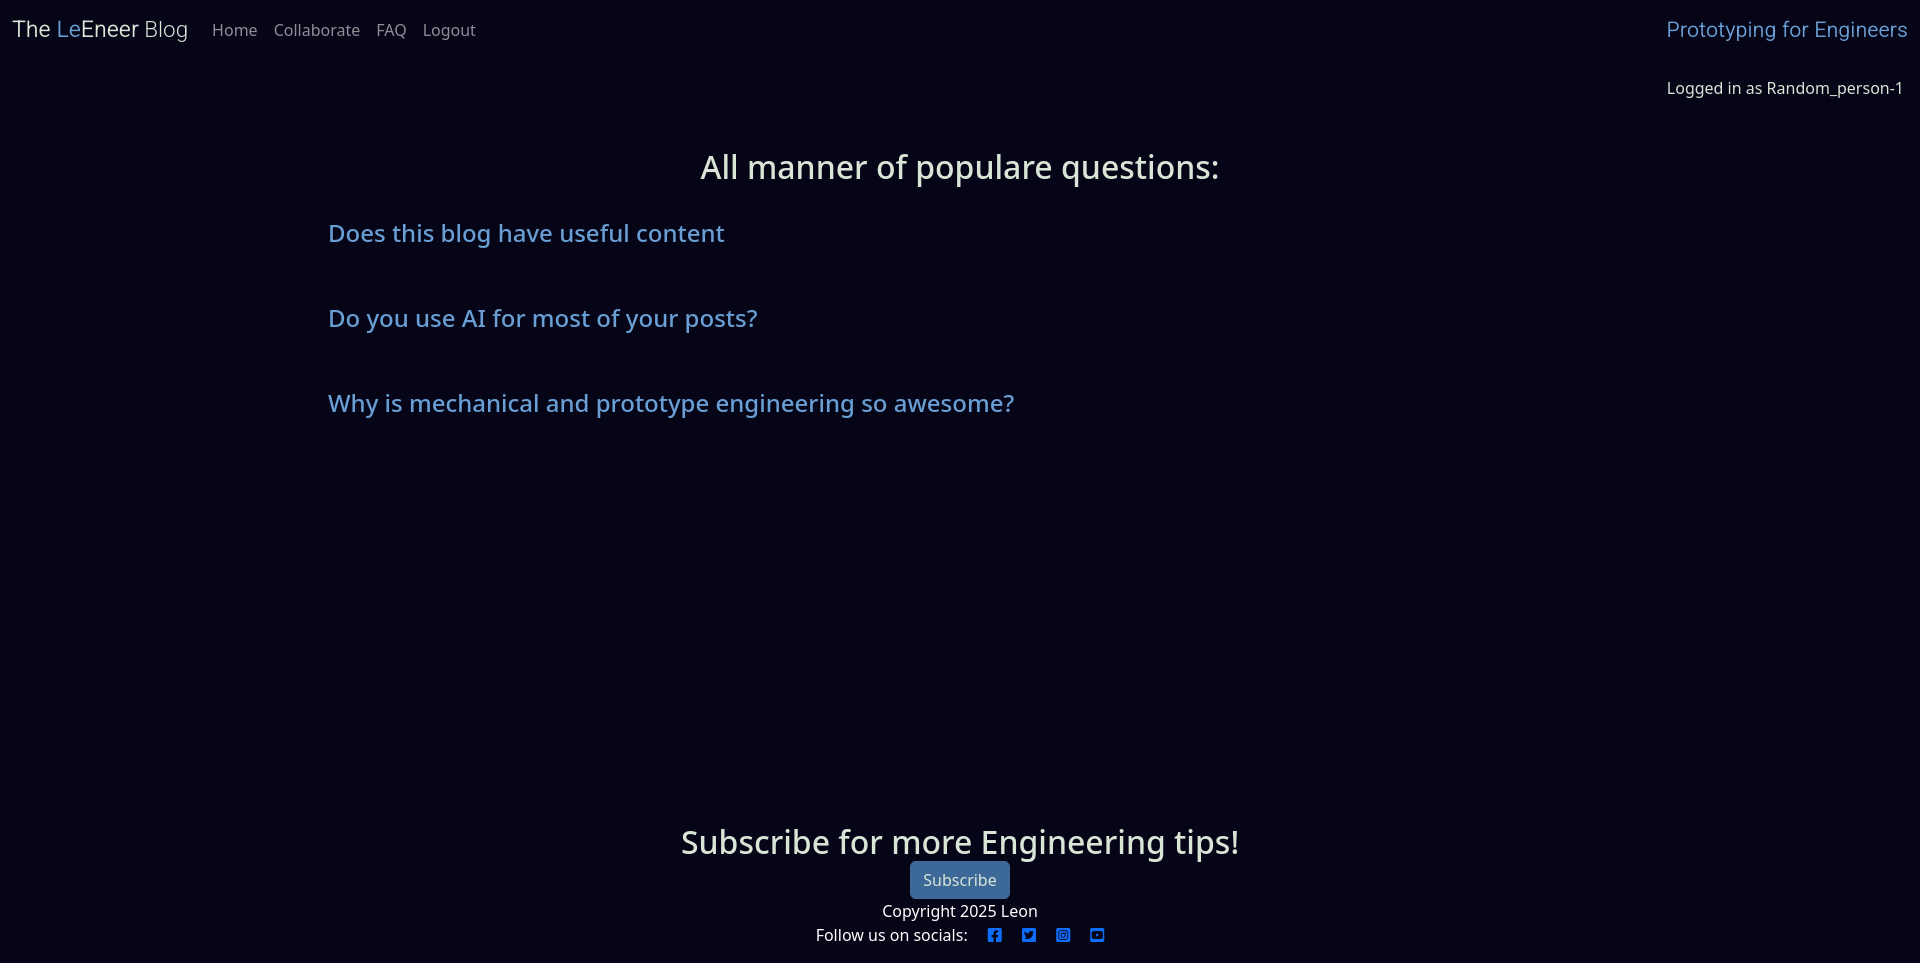 The LeEneer Blog Home Collaborate FAQ Logout Prototyping for Engineers
Logged in as Random_person-1
All manner of populare questions:
Does this blog have useful content
Do you use AI for most of your posts?
Why is mechanical and prototype engineering so awesome?
Subscribe for more Engineering tips!
Subscribe
Copyright 2025 Leon
Follow us on socials: